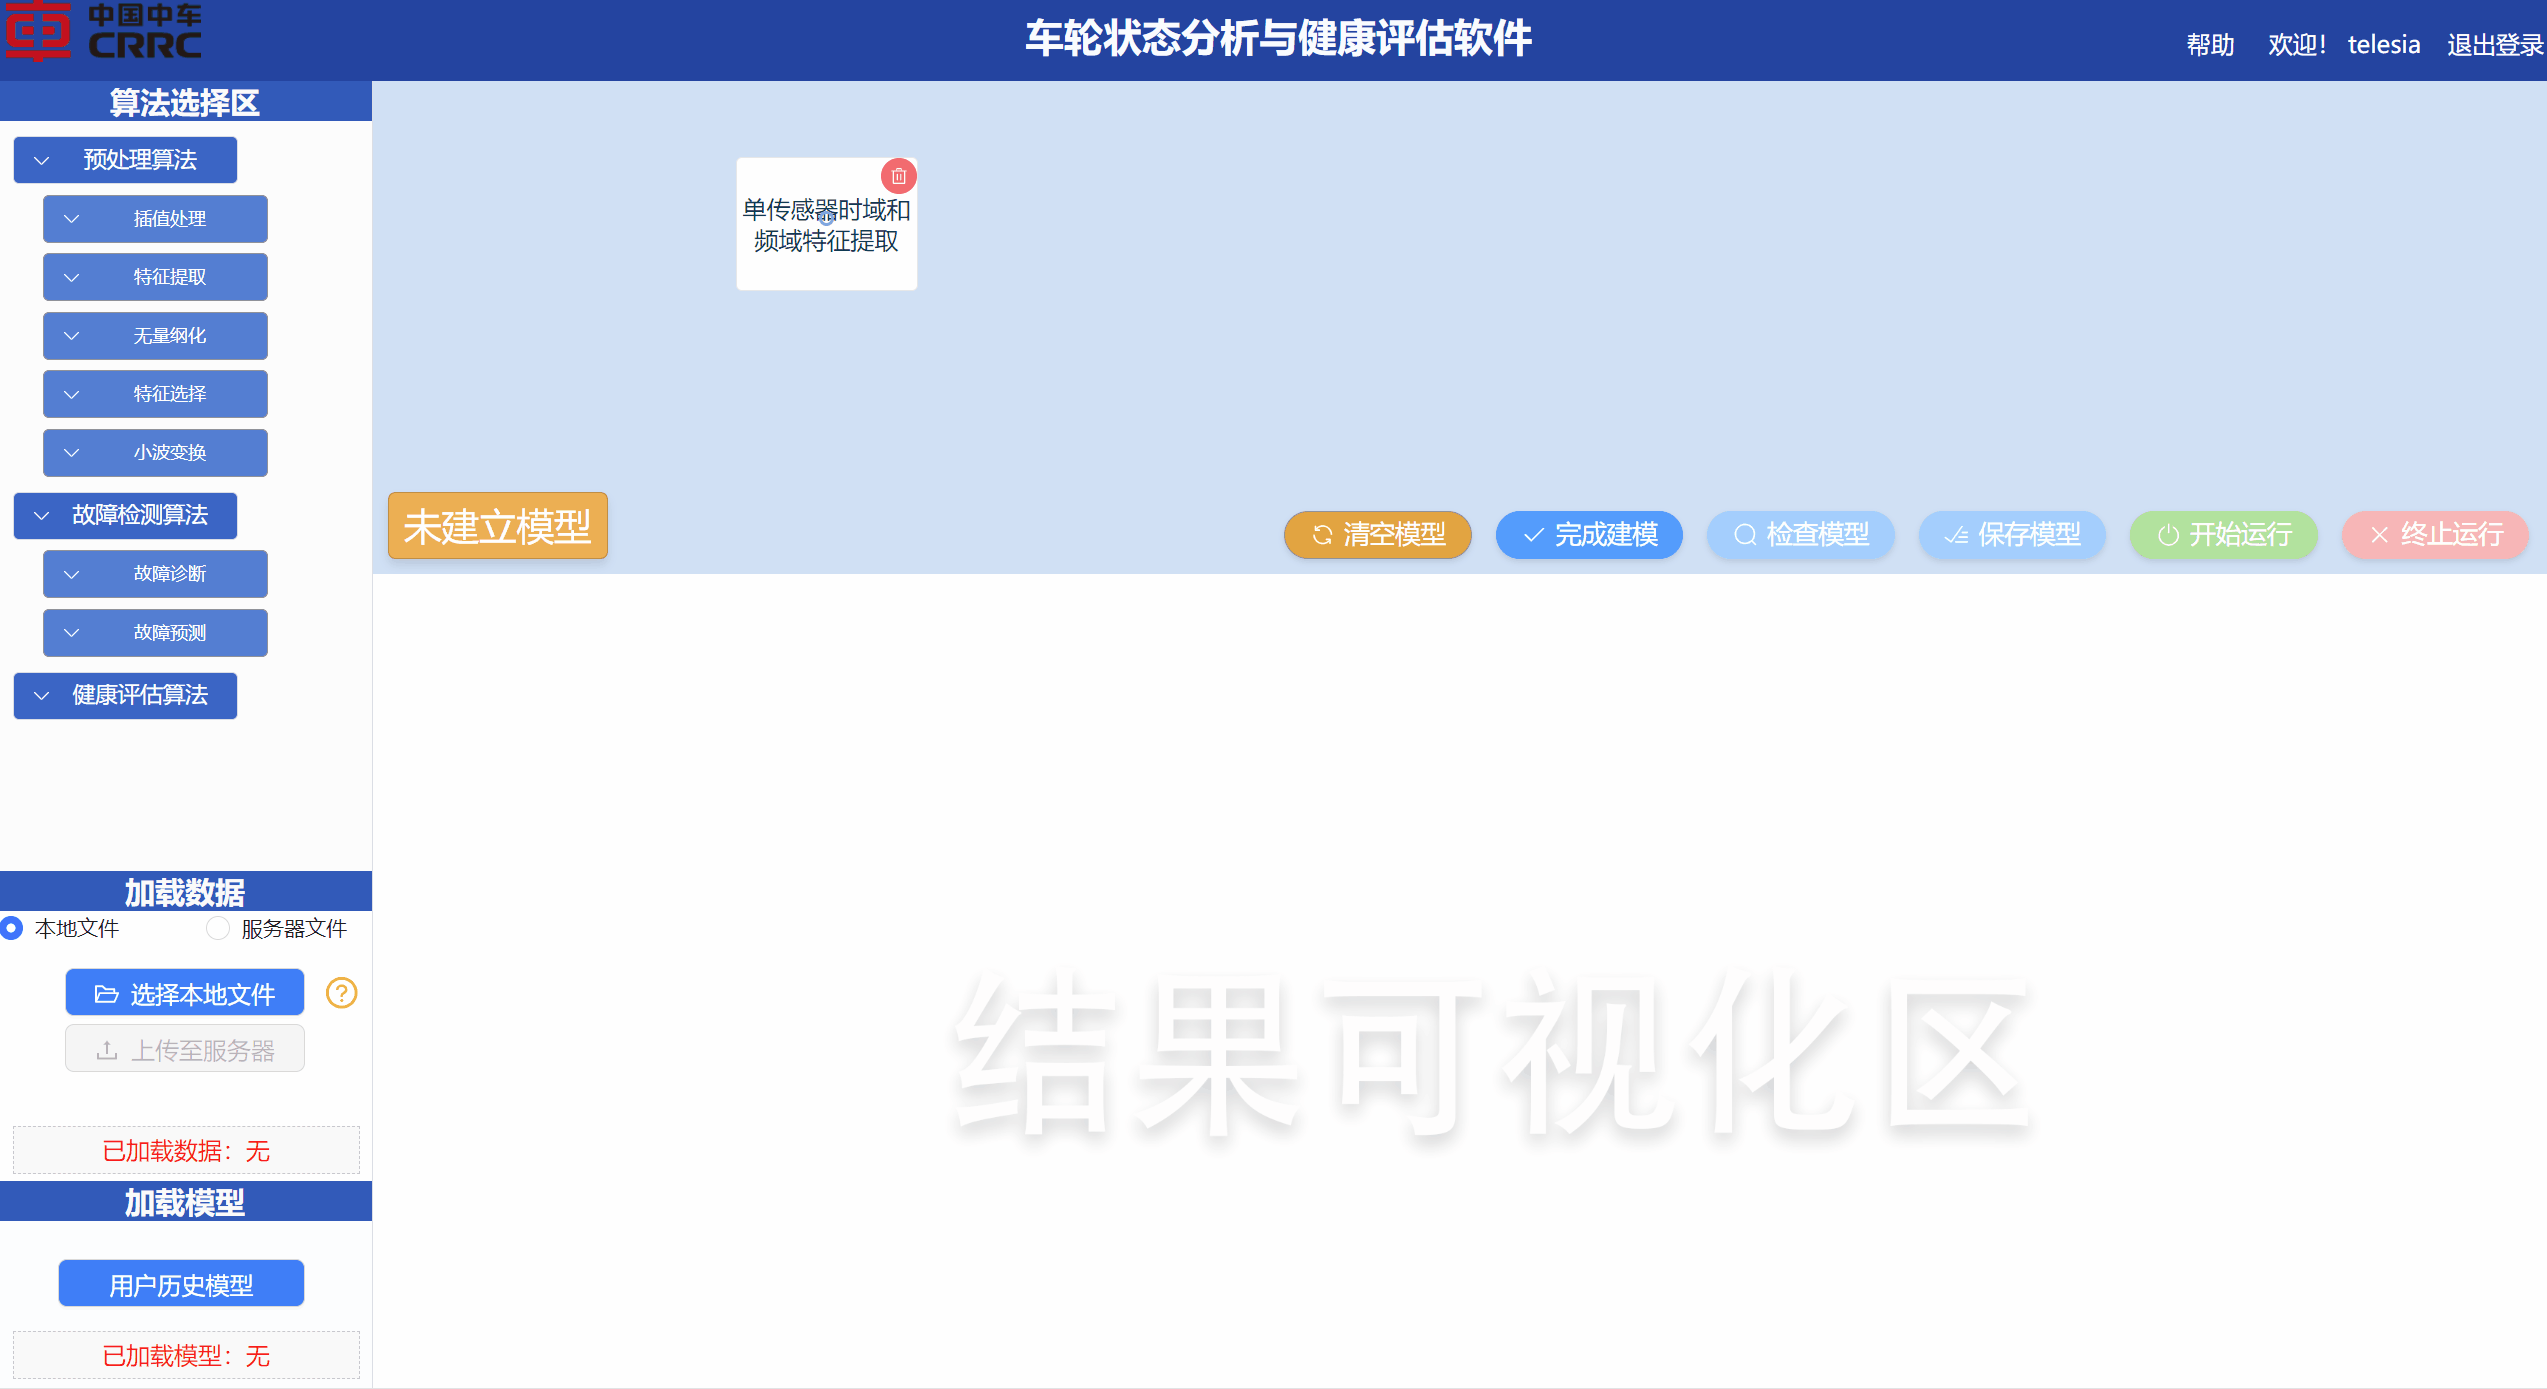 中国中车
CRRC
车轮状态分析与健康评估软件
帮助 欢迎！ telesia 退出登录
算法选择区
预处理算法
插值处理
特征提取
无量纲化
特征选择
小波变换
故障检测算法
故障诊断
故障预测
健康评估算法
单传感器时域和
频域特征提取
未建立模型
清空模型
完成建模
检查模型
保存模型
开始运行
终止运行
加载数据
本地文件 服务器文件
选择本地文件
上传至服务器
已加载数据：无
加载模型
用户历史模型
已加载模型：无
结果可视化区